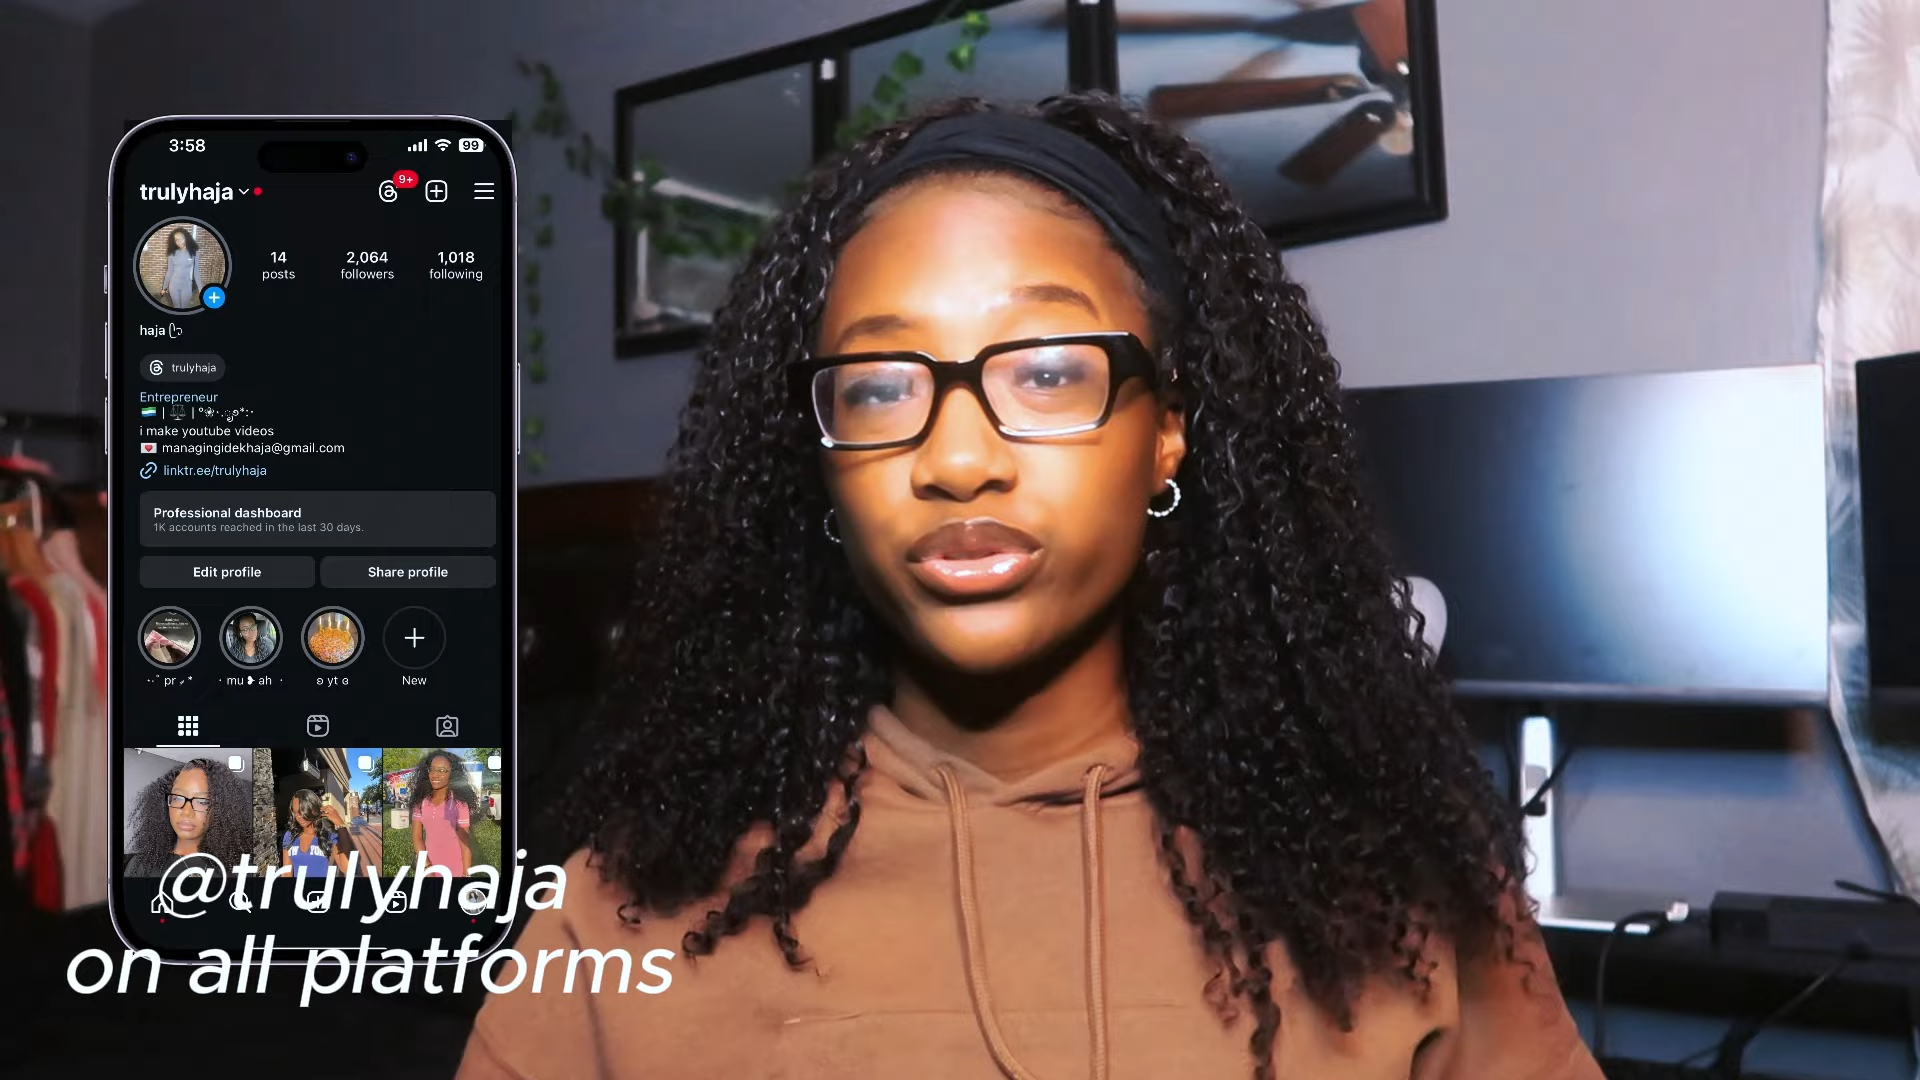 3:58
99
trulyhaja
9+
14
posts
2,064
followers
1,018
following
haja
trulyhaja
Entrepreneur
i make youtube videos
managingidekhaja@gmail.com
linktr.ee/trulyhaja
Professional dashboard
1K accounts reached in the last 30 days.
Edit profile
Share profile
pr
mu ah
yt
New
@trulyhaja
on all platforms